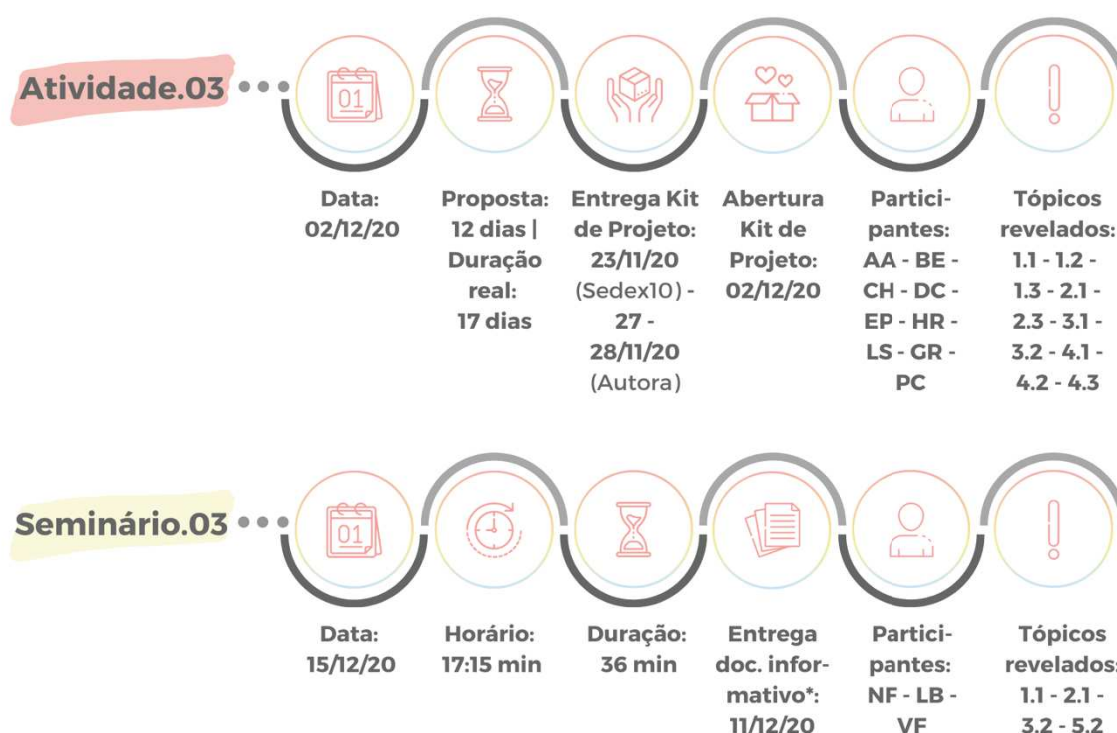 Atividade.03
01
Data:
02/12/20
Proposta:
12 dias |
Duração
real:
17 dias
Entrega Kit
de Projeto:
23/11/20
(Sedex10) -
27 -
28/11/20
(Autora)
Abertura
Kit de
Projeto:
02/12/20
Partici-
pantes:
AA - BE -
CH - DC -
EP - HR -
LS - GR -
PC
Tópicos
revelados:
1.1 - 1.2 -
1.3 - 2.1 -
2.3 - 3.1 -
3.2 - 4.1 -
4.2 - 4.3
Seminário.03
01
Data:
15/12/20
Horário:
17:15 min
Duração:
36 min
Entrega
doc. infor-
mativo*:
11/12/20
Partici-
pantes:
NF - LB -
VF
Tópicos
revelados:
1.1 - 2.1 -
3.2 - 5.2